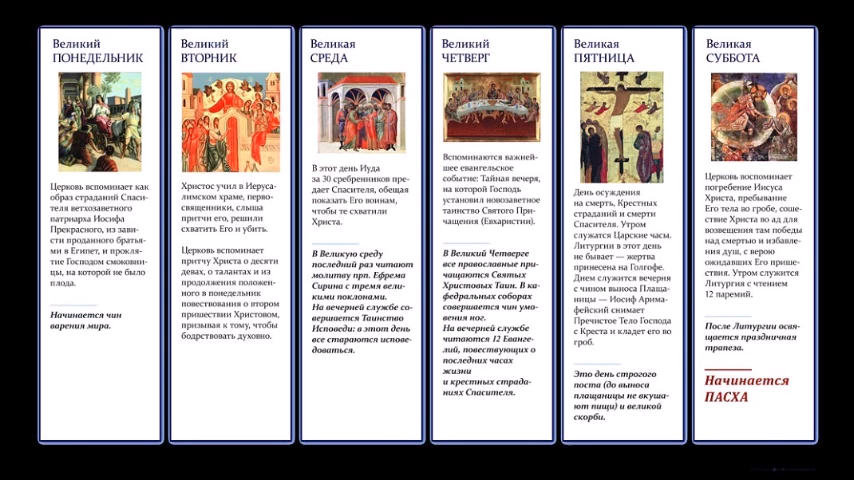 Великий
ПОНЕДЕЛЬНИК
Церковь вспоминает как
образ страданий Спаси-
теля ветхозаветного
патриарха Иосифа
Прекрасного, из зави-
сти проданного братья-
ми в Египет, и прокля-
тие Господом смоковни-
цы, на которой не было
плода.
Начинается чин
варения мира.
Великий
ВТОРНИК
Христос учил в Иеруса-
лимском храме, перво-
священники, слыша
притчи его, решили
схватить Его и убить.
Церковь вспоминает
притчу Христа о десяти
девах, о талантах и из
продолжения положен-
ного в понедельник
повествования о втором
пришествии Христовом,
призывая к тому, чтобы
бодрствовать духовно.
Великая
СРЕДА
В этот день Иуда
за 30 сребренников пре-
дает Спасителя, обещая
показать Его воинам,
чтобы те схватили
Христа.
В Великую среду
последний раз читают
молитву прп. Ефрема
Сирина с тремя вели-
кими поклонами.
На вечерней службе со-
вершается Таинство
Исповеди: в этот день
все стараются испове-
доваться.
Великий
ЧЕТВЕРГ
Вспоминаются важней-
шее евангельское
событие: Тайная вечеря,
на которой Господь
установил новозаветное
таинство Святого При-
чащения (Евхаристии).
В Великий Четверге
все православные при-
чащаются Святых
Христовых Таин. В ка-
федральных соборах
совершается чин умо-
вения ног.
На вечерней службе
читаются 12 Еванге-
лий, повествующих о
последних часах
жизни
и крестных страда-
ниях Спасителя.
Великая
ПЯТНИЦА
День осуждения
на смерть, Крестных
страданий и смерти
Спасителя. Утром
служатся Царские часы.
Литургии в этот день
не бывает — жертва
принесена на Голгофе.
Днем служится вечерня
с чином выноса Плаща-
ницы — Иосиф Арима-
фейский снимает
Пречистое Тело Господа
с Креста и кладет его во
гроб.
Это день строгого
поста (до выноса
плащаницы не вкуша-
ют пищи) и великой
скорби.
Великая
СУББОТА
Церковь воспоминает
погребение Иисуса
Христа, пребывание
Его тела во гробе, соше-
ствие Христа во ад для
возвещения там победы
над смертью и избавле-
ния душ, с верою
ожидавших Его прише-
ствия. Утром служится
Литургия с чтением
12 паремий.
После Литургии освя-
щается праздничная
трапеза.
Начинается
ПАСХА